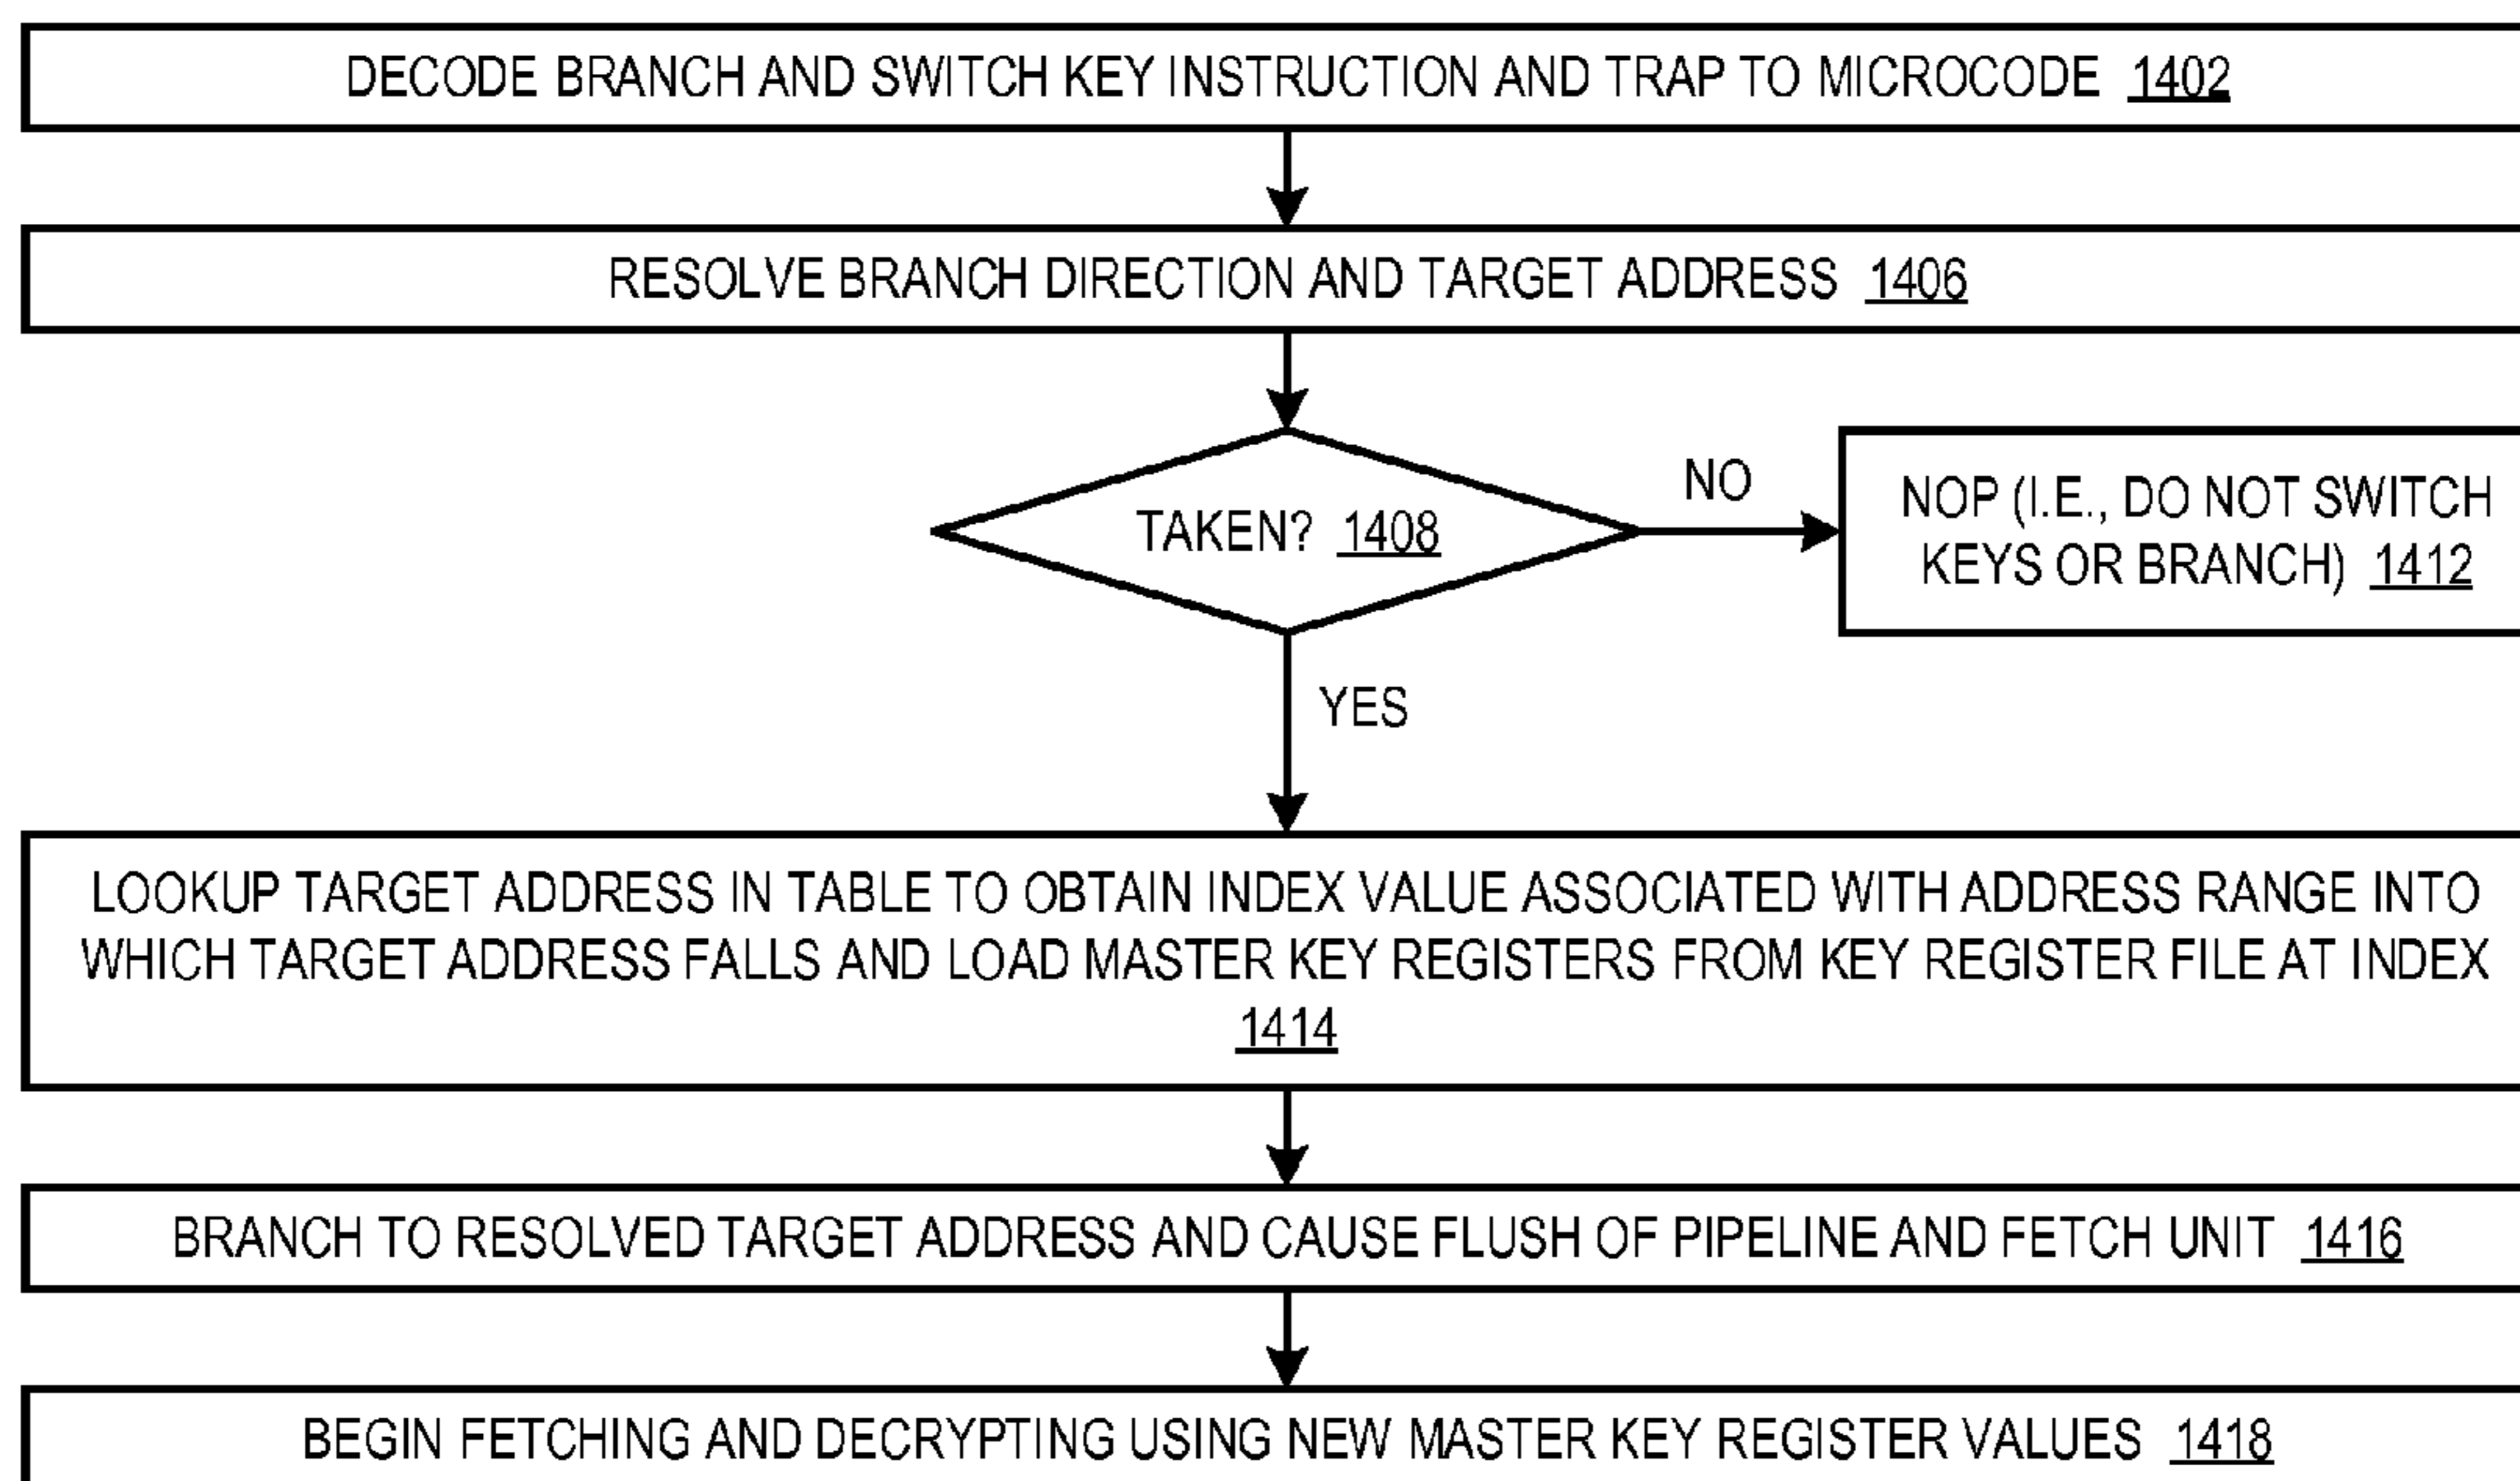 DECODE BRANCH AND SWITCH KEY INSTRUCTION AND TRAP TO MICROCODE 1402
RESOLVE BRANCH DIRECTION AND TARGET ADDRESS 1406
TAKEN? 1408
NO
NOP (I.E., DO NOT SWITCH
KEYS OR BRANCH) 1412
YES
LOOKUP TARGET ADDRESS IN TABLE TO OBTAIN INDEX VALUE ASSOCIATED WITH ADDRESS RANGE INTO
WHICH TARGET ADDRESS FALLS AND LOAD MASTER KEY REGISTERS FROM KEY REGISTER FILE AT INDEX
1414
BRANCH TO RESOLVED TARGET ADDRESS AND CAUSE FLUSH OF PIPELINE AND FETCH UNIT 1416
BEGIN FETCHING AND DECRYPTING USING NEW MASTER KEY REGISTER VALUES 1418